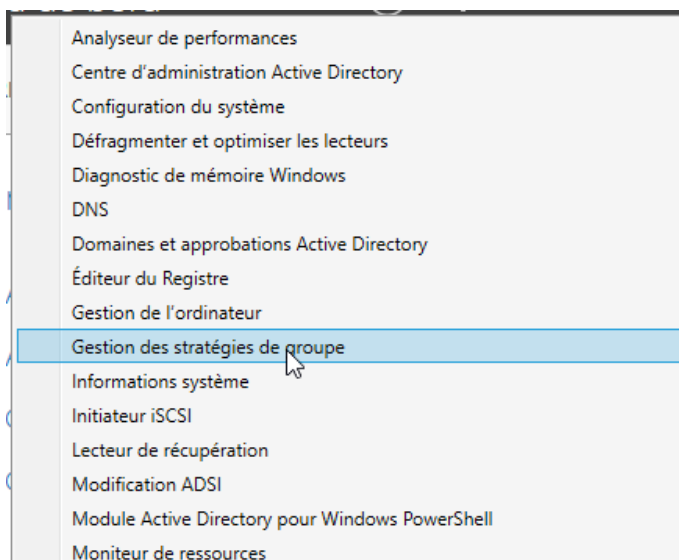 Analyseur de performances
Centre d'administration Active Directory
Configuration du système
Défragmenter et optimiser les lecteurs
Diagnostic de mémoire Windows
DNS
Domaines et approbations Active Directory
Éditeur du Registre
Gestion de l'ordinateur
Gestion des stratégies de groupe
Informations système
Initiateur iSCSI
Lecteur de récupération
Modification ADSI
Module Active Directory pour Windows PowerShell
Moniteur de ressources